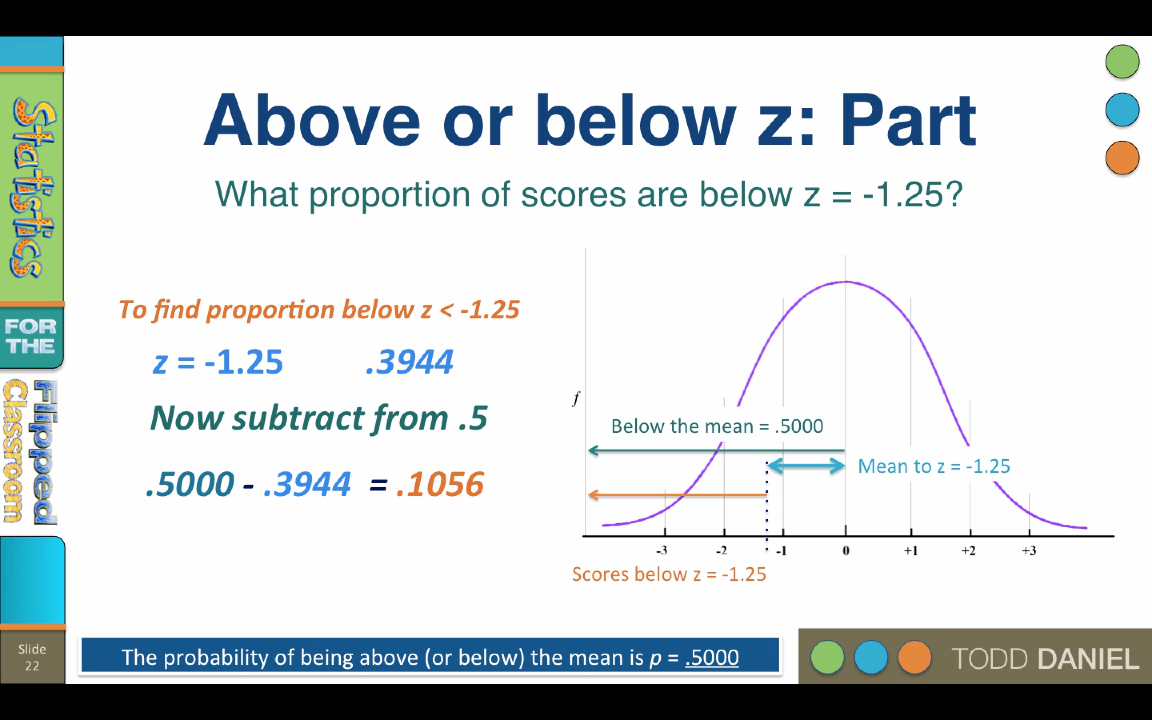 Above or below z: Part
What proportion of scores are below z = -1.25?
Statistics
FOR
THE
Flipped
Classroom
Slide
22
To find proportion below z < -1.25
z = -1.25 .3944
Now subtract from .5
.5000 - .3944 = .1056
f
Below the mean = .5000
Mean to z = -1.25
-3 -2 -1 0 +1 +2 +3
Scores below z = -1.25
The probability of being above (or below) the mean is p = .5000
TODD DANIEL